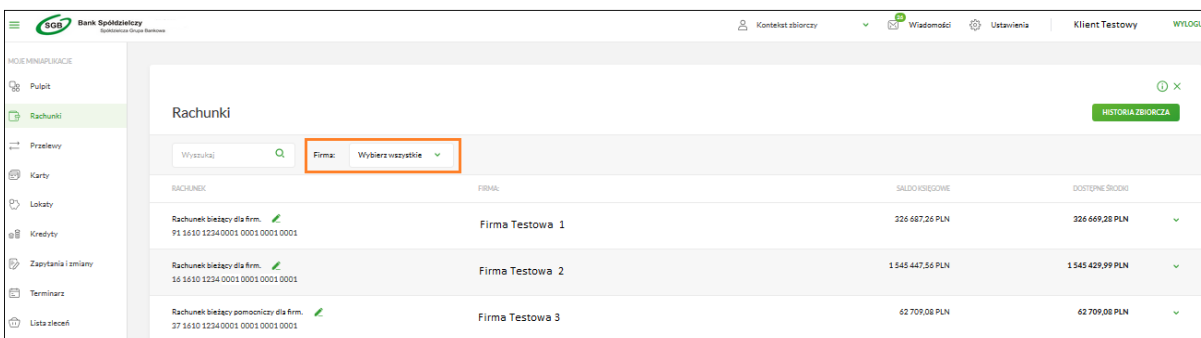 SGB Bank Spółdzielczy
Spółdzielcza Grupa Bankowa
Kontekst zbiorczy
Wiadomości
Ustawienia
Klient Testowy
WYLOGU
MOJE MINIAPLIKACJE
Pulpit
Rachunki
Przelewy
Karty
Lokaty
Kredyty
Zapytania i zmiany
Terminarz
Lista zleceń
Rachunki
HISTORIA ZBIORCZA
Wyszukaj
Firma: Wybierz wszystkie
RACHUNEK FIRMA: SALDO KSIĘGOWE DOSTĘPNE ŚRODKI
Rachunek bieżący dla firm.
91 1610 1234 0001 0001 0001 0001
Firma Testowa 1
326 687,26 PLN
326 669,28 PLN
Rachunek bieżący dla firm.
16 1610 1234 0001 0001 0001 0001
Firma Testowa 2
1 545 447,56 PLN
1 545 429,99 PLN
Rachunek bieżący pomocniczy dla firm.
37 1610 1234 0001 0001 0001 0001
Firma Testowa 3
62 709,08 PLN
62 709,08 PLN